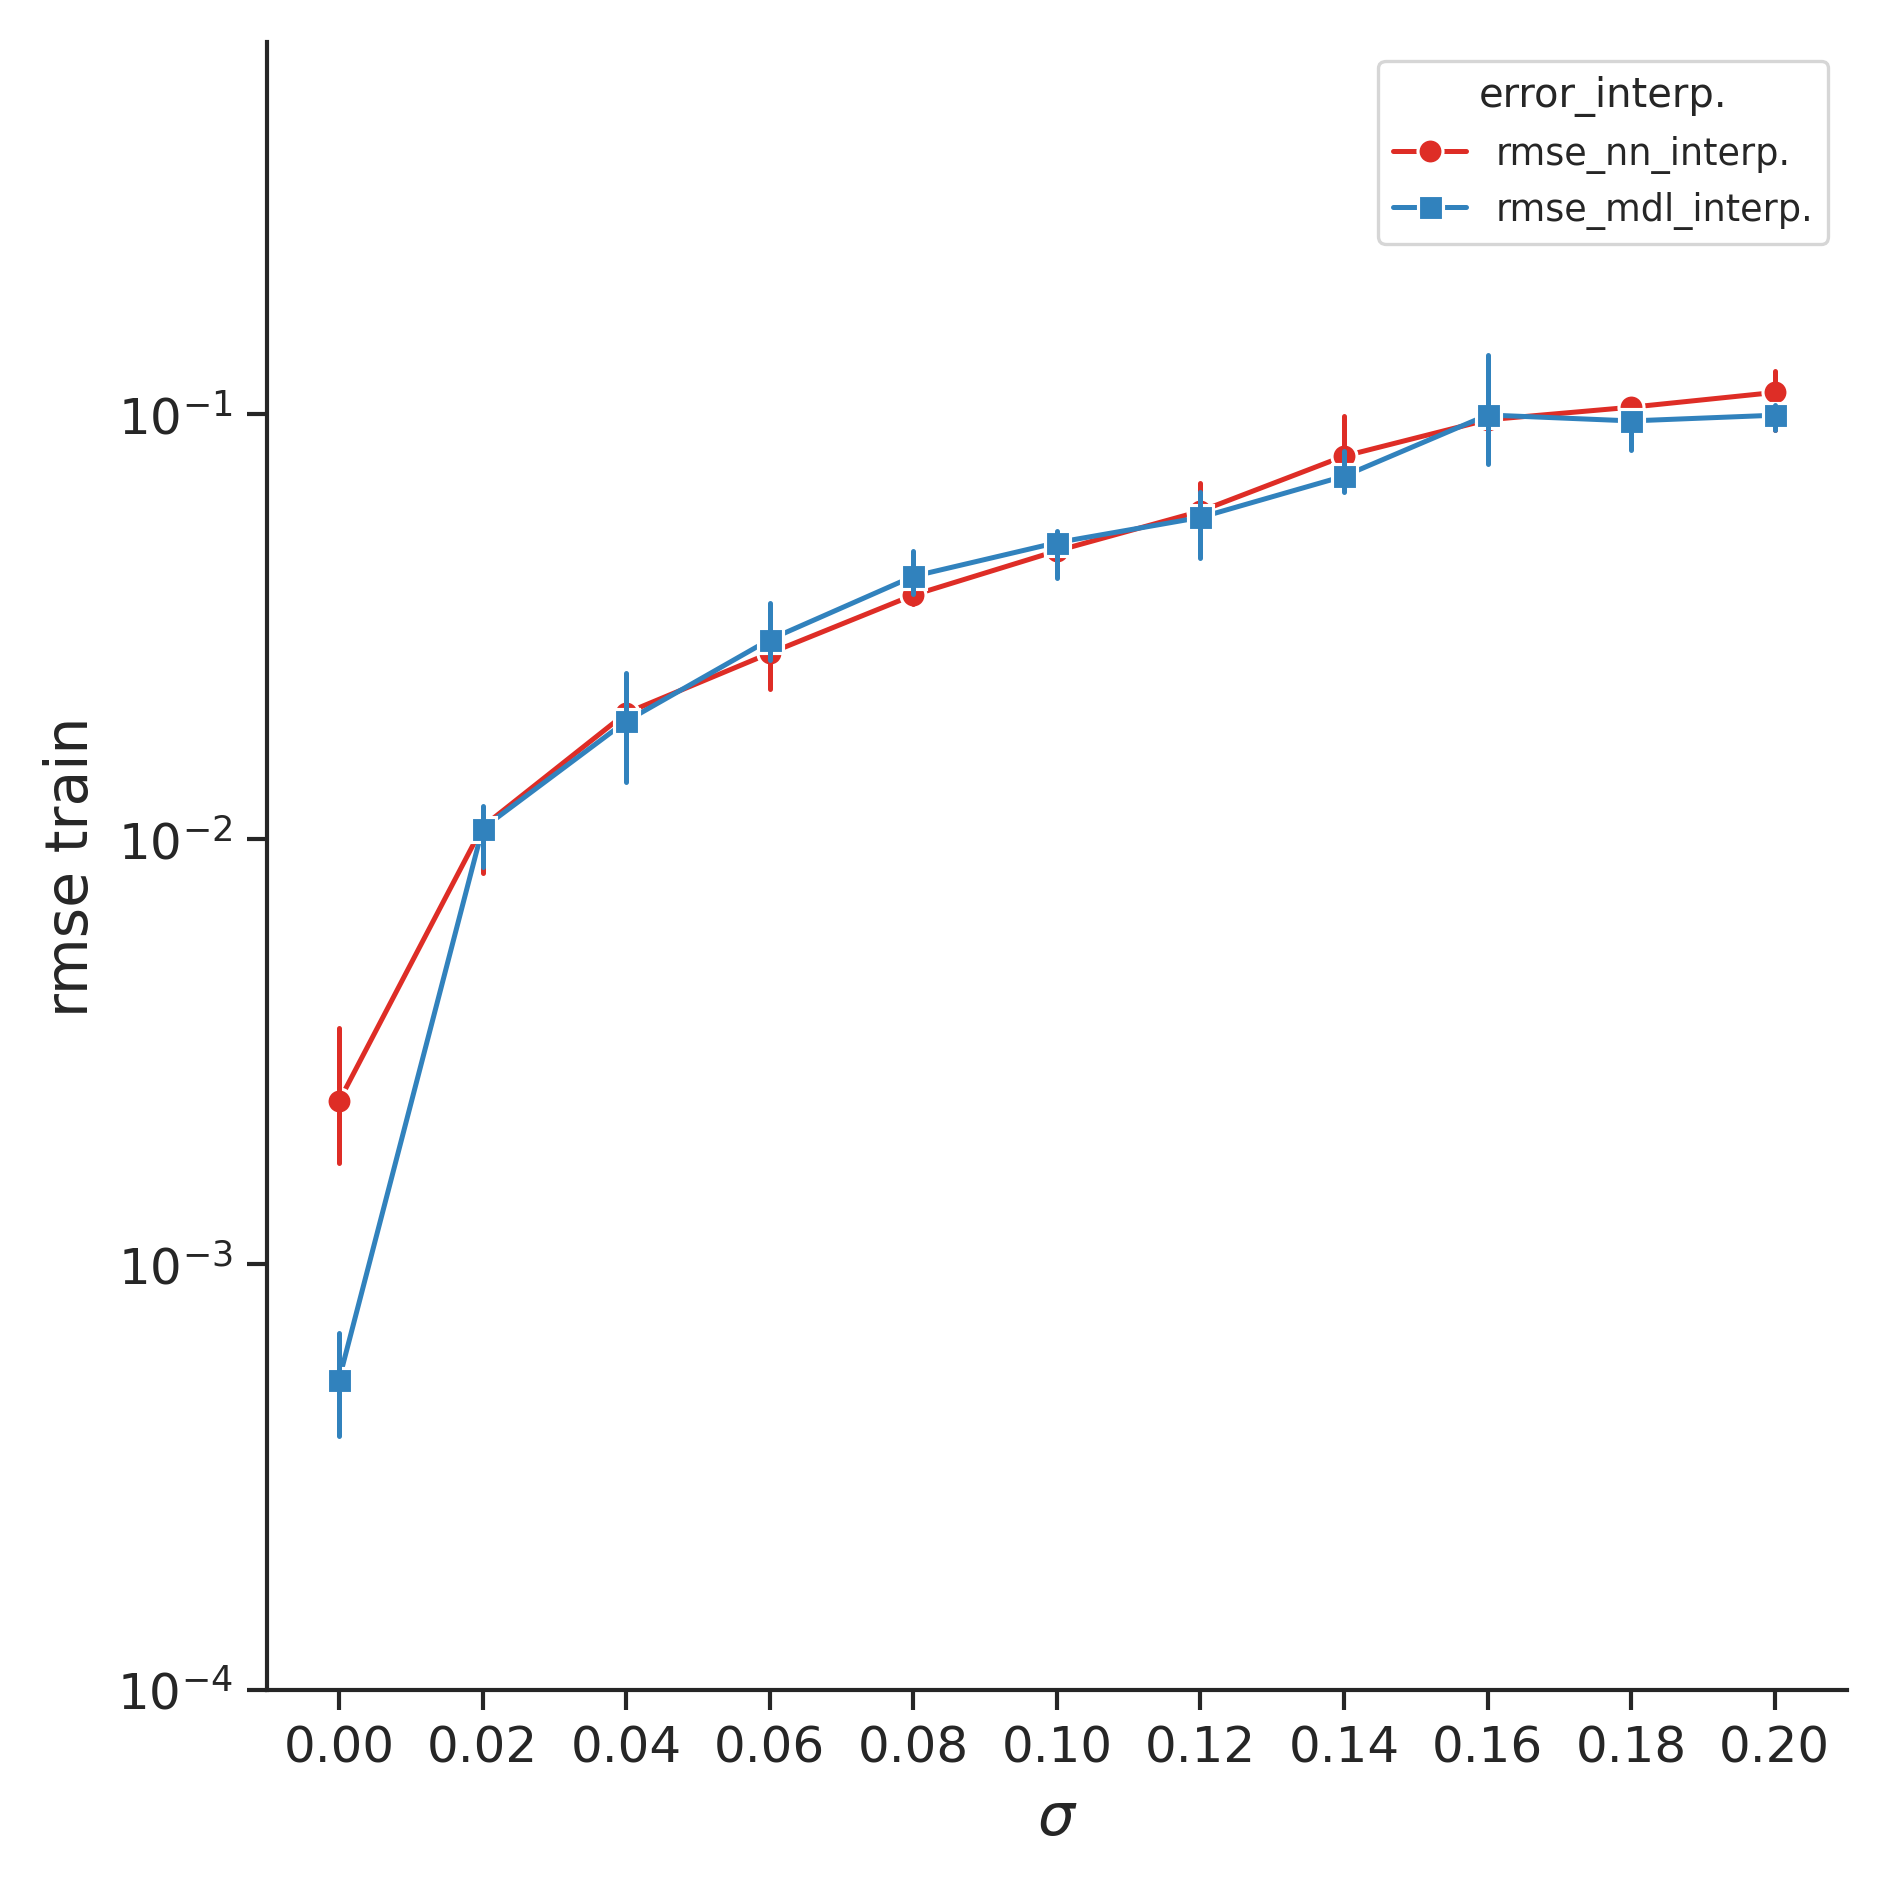 error_interp.
rmse_nn_interp.
rmse_mdl_interp.
rmse train
10⁻¹
10⁻²
10⁻³
10⁻⁴
0.00 0.02 0.04 0.06 0.08 0.10 0.12 0.14 0.16 0.18 0.20
σ